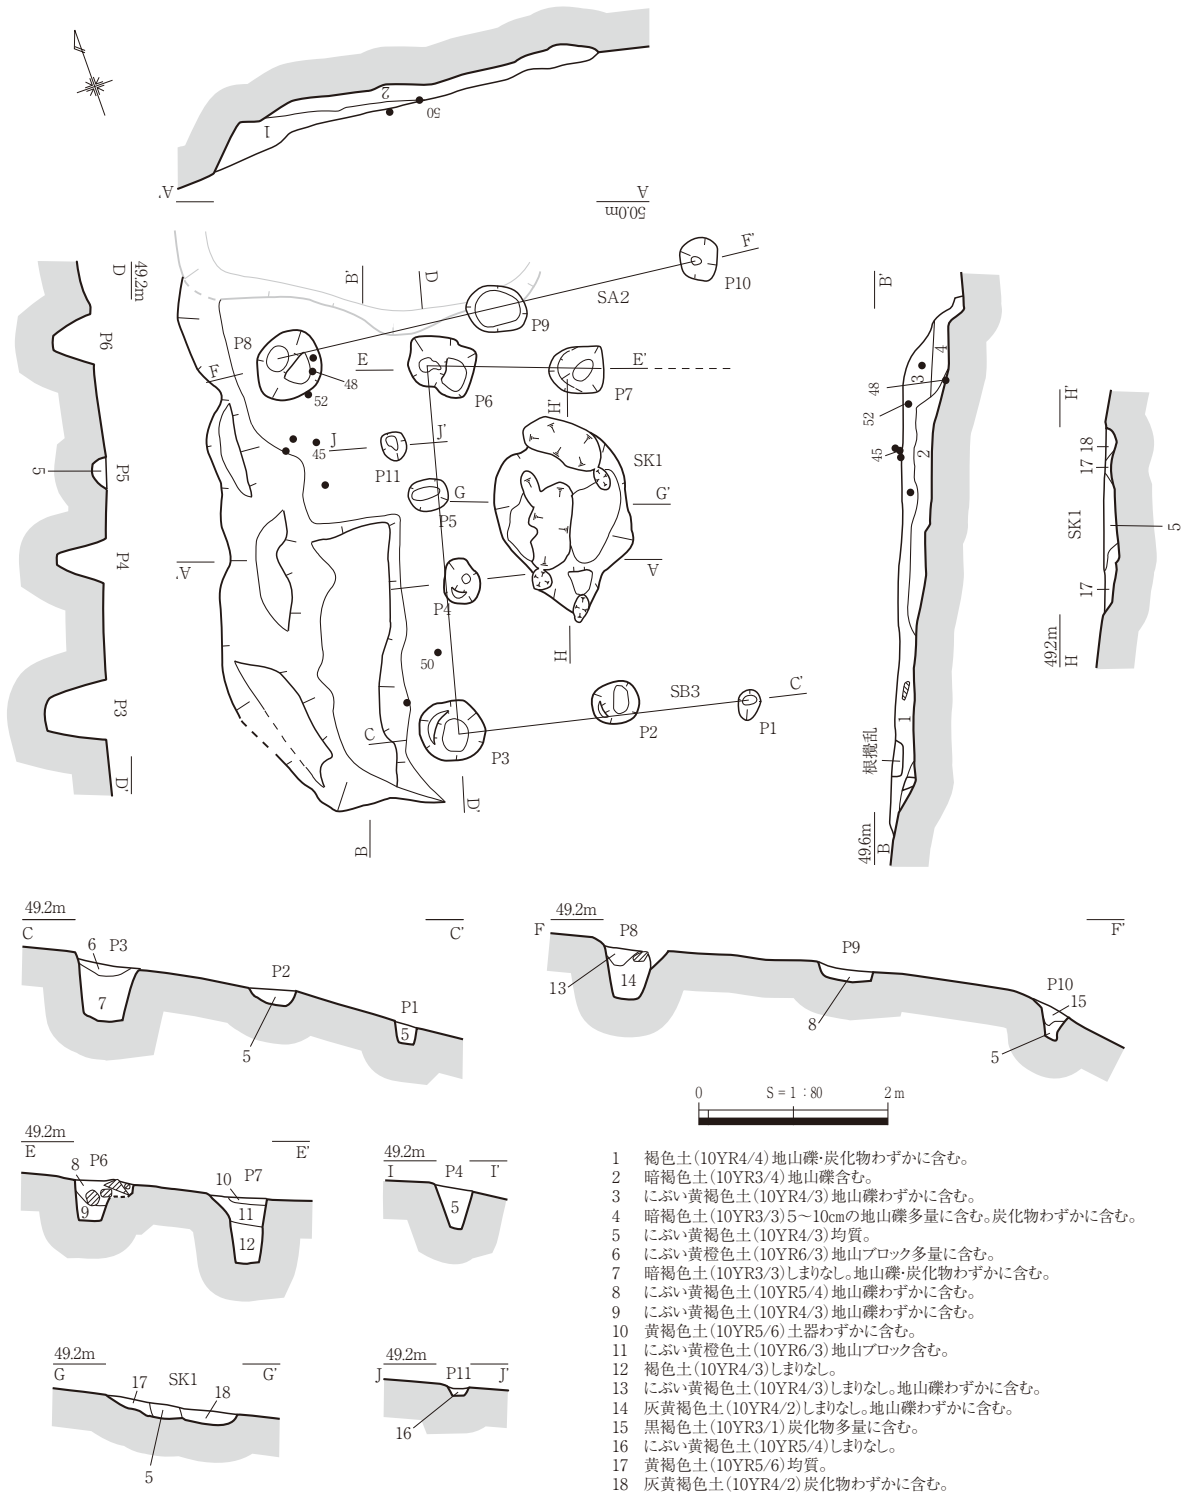 1
2
50
A'
A
50.0m
49.2m
D
P6
5
P5
P4
P3
D'
B'
D
F'
P10
SA2
P9
P8
F
E
E'
48
52
P6
P7
H'
J
J'
45
P11
SK1
G
G'
P5
A'
A
P4
50
H
SB3
C'
C
P2
P1
P3
D'
B
B'
4
3
48
52
45
2
1
根攪乱
49.6m
B
H'
18
17
SK1
5
17
49.2m
H
49.2m
C
C'
6
P3
7
P2
5
P1
5
49.2m
F
F'
P8
13
14
P9
8
P10
15
5
0
S=1:80
2m
49.2m
E
E'
8
P6
9
P7
10
11
12
49.2m
I
I'
P4
5
49.2m
G
G'
SK1
17
18
5
49.2m
J
J'
P11
16
1 褐色土(10YR4/4)地山礫・炭化物わずかに含む。
2 暗褐色土(10YR3/4)地山礫含む。
3 にぶい黄褐色土(10YR4/3)地山礫わずかに含む。
4 暗褐色土(10YR3/3)5〜10㎝の地山礫多量に含む。炭化物わずかに含む。
5 にぶい黄褐色土(10YR4/3)均質。
6 にぶい黄橙色土(10YR6/3)地山ブロック多量に含む。
7 暗褐色土(10YR3/3)しまりなし。地山礫・炭化物わずかに含む。
8 にぶい黄褐色土(10YR5/4)地山礫わずかに含む。
9 にぶい黄褐色土(10YR4/3)地山礫わずかに含む。
10 黄褐色土(10YR5/6)土器わずかに含む。
11 にぶい黄橙色土(10YR6/3)地山ブロック含む。
12 褐色土(10YR4/3)しまりなし。
13 にぶい黄褐色土(10YR4/3)しまりなし。地山礫わずかに含む。
14 灰黄褐色土(10YR4/2)しまりなし。地山礫わずかに含む。
15 黒褐色土(10YR3/1)炭化物多量に含む。
16 にぶい黄褐色土(10YR5/4)しまりなし。
17 黄褐色土(10YR5/6)均質。
18 灰黄褐色土(10YR4/2)炭化物わずかに含む。